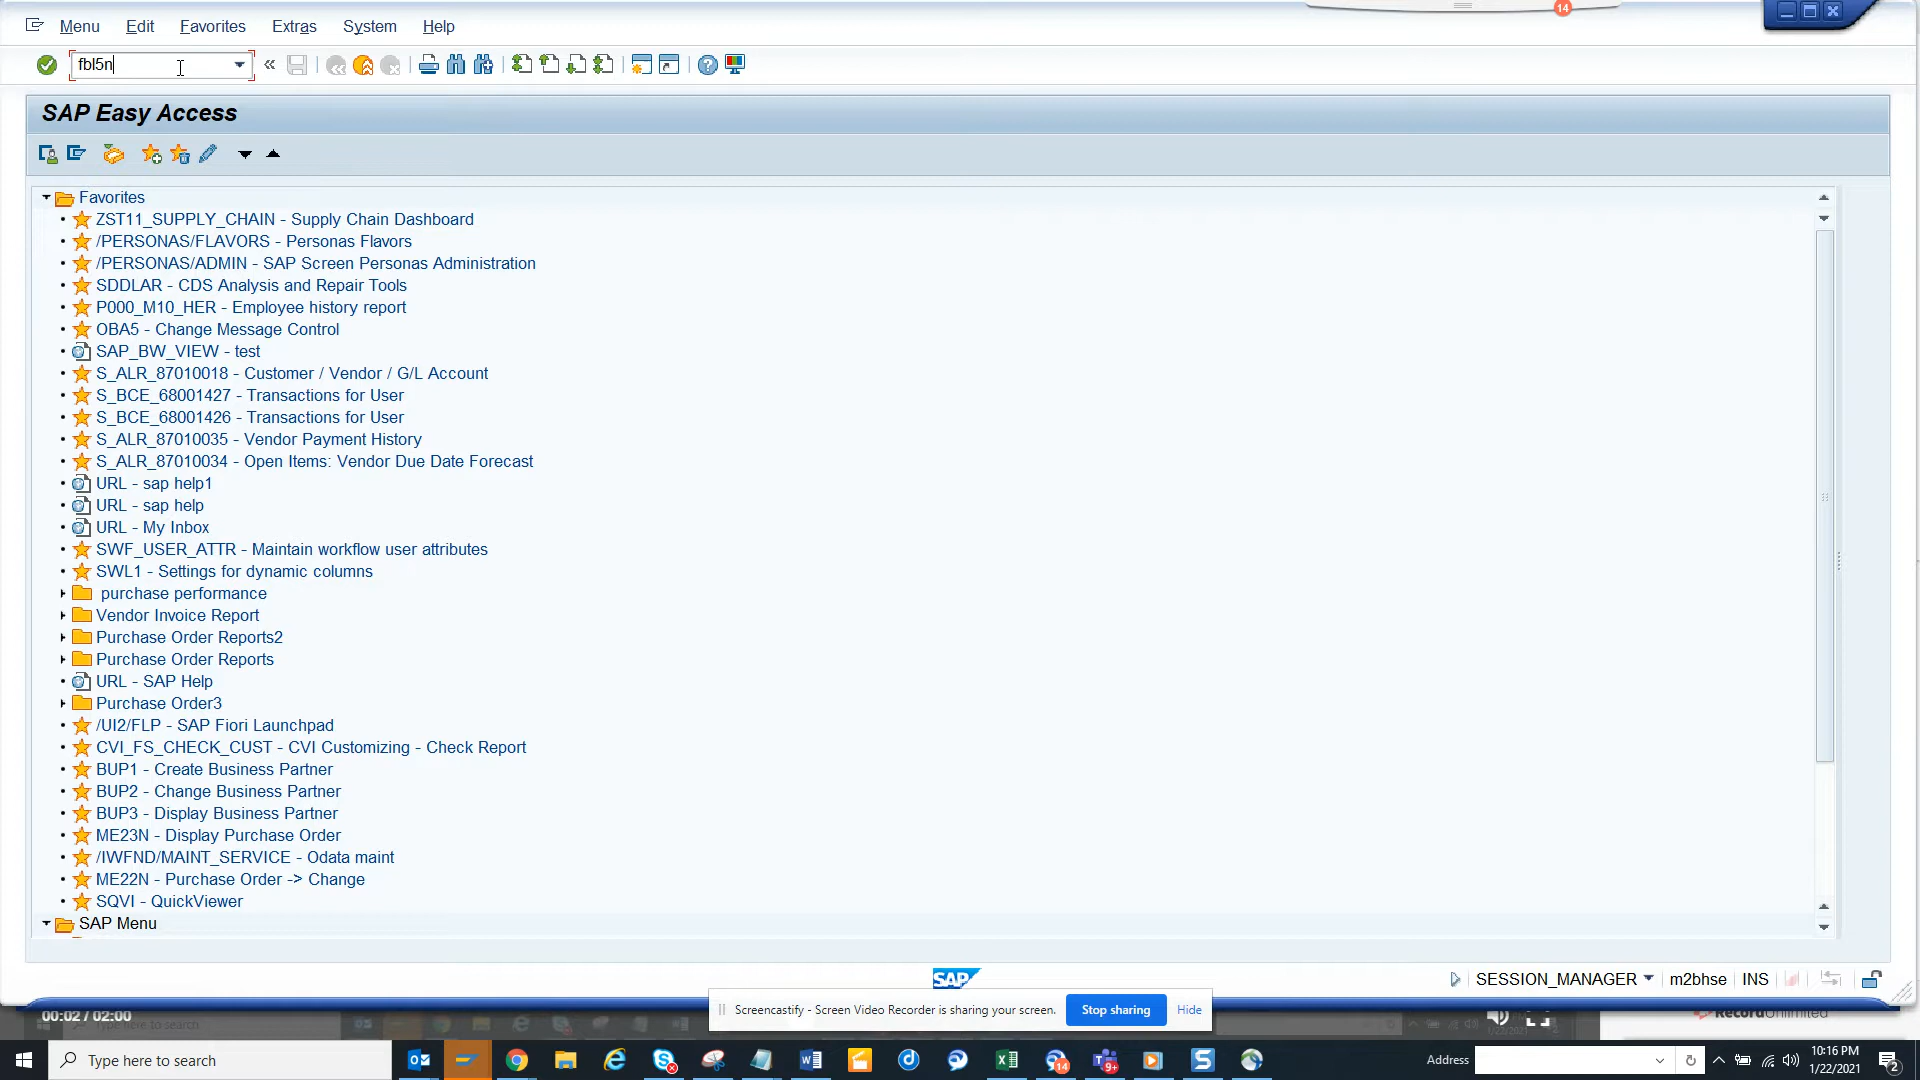 14
Menu Edit Favorites Extras System Help
fbl5n
SAP Easy Access
Favorites
ZST11_SUPPLY_CHAIN - Supply Chain Dashboard
/PERSONAS/FLAVORS - Personas Flavors
/PERSONAS/ADMIN - SAP Screen Personas Administration
SDDLAR - CDS Analysis and Repair Tools
P000_M10_HER - Employee history report
OBA5 - Change Message Control
SAP_BW_VIEW - test
S_ALR_87010018 - Customer / Vendor / G/L Account
S_BCE_68001427 - Transactions for User
S_BCE_68001426 - Transactions for User
S_ALR_87010035 - Vendor Payment History
S_ALR_87010034 - Open Items: Vendor Due Date Forecast
URL - sap help1
URL - sap help
URL - My Inbox
SWF_USER_ATTR - Maintain workflow user attributes
SWL1 - Settings for dynamic columns
purchase performance
Vendor Invoice Report
Purchase Order Reports2
Purchase Order Reports
URL - SAP Help
Purchase Order3
/UI2/FLP - SAP Fiori Launchpad
CVI_FS_CHECK_CUST - CVI Customizing - Check Report
BUP1 - Create Business Partner
BUP2 - Change Business Partner
BUP3 - Display Business Partner
ME23N - Display Purchase Order
/IWFND/MAINT_SERVICE - Odata maint
ME22N - Purchase Order -> Change
SQVI - QuickViewer
SAP Menu
SAP
SESSION_MANAGER m2bhse INS
Screencastify - Screen Video Recorder is sharing your screen. Stop sharing Hide
00:02 / 02:00
RecordUnlimited
Type here to search
Address
10:16 PM
1/22/2021
14
9+
2